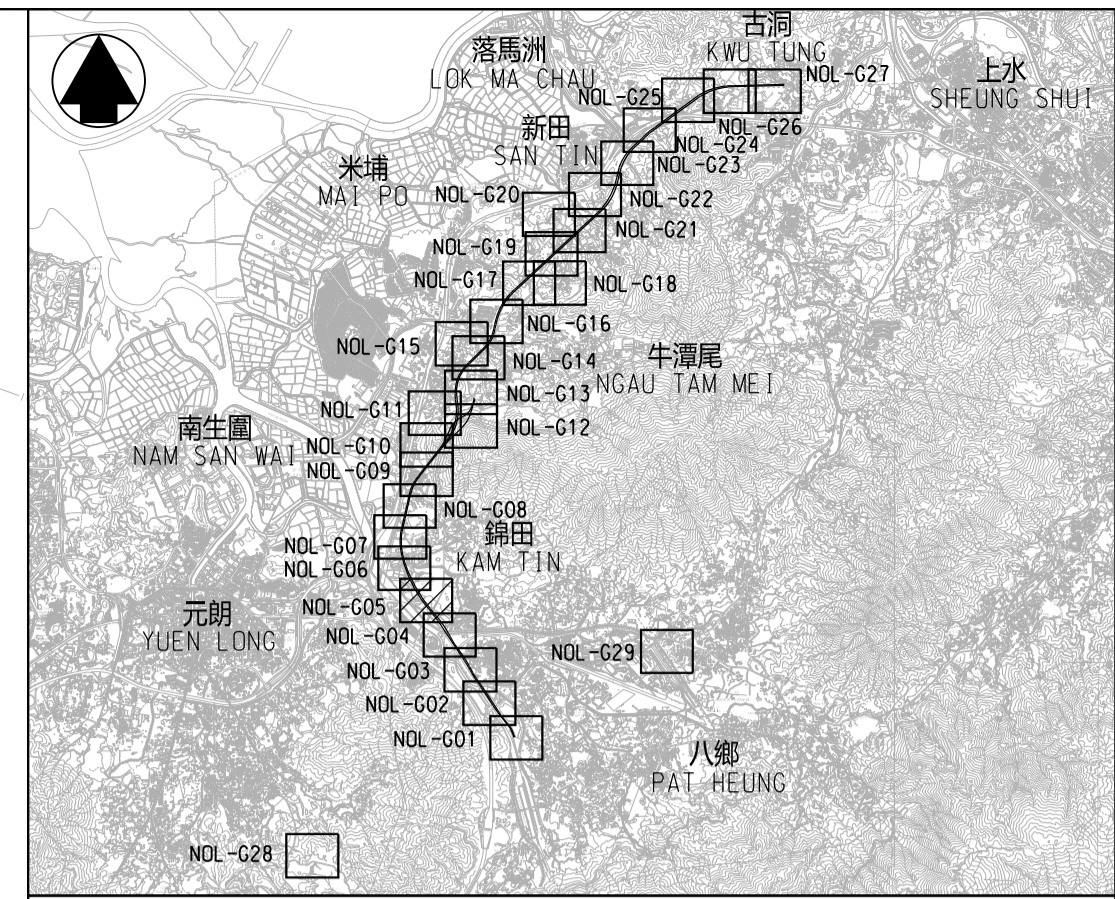 古洞
KWU TUNG
落馬洲
LOK MA CHAU
上水
SHEUNG SHUI
NOL-G27
NOL-G25
NOL-G26
新田
SAN TIN
NOL-G24
NOL-G23
米埔
MAI PO
NOL-G20
NOL-G22
NOL-G21
NOL-G19
NOL-G17
NOL-G18
NOL-G16
NOL-G15
NOL-G14
牛潭尾
NGAU TAM MEI
NOL-G13
NOL-G11
NOL-G12
南生圍
NAM SAN WAI
NOL-G10
NOL-G09
NOL-G08
錦田
KAM TIN
NOL-G07
NOL-G06
NOL-G05
元朗
YUEN LONG
NOL-G04
NOL-G29
NOL-G03
NOL-G02
NOL-G01
八鄉
PAT HEUNG
NOL-G28